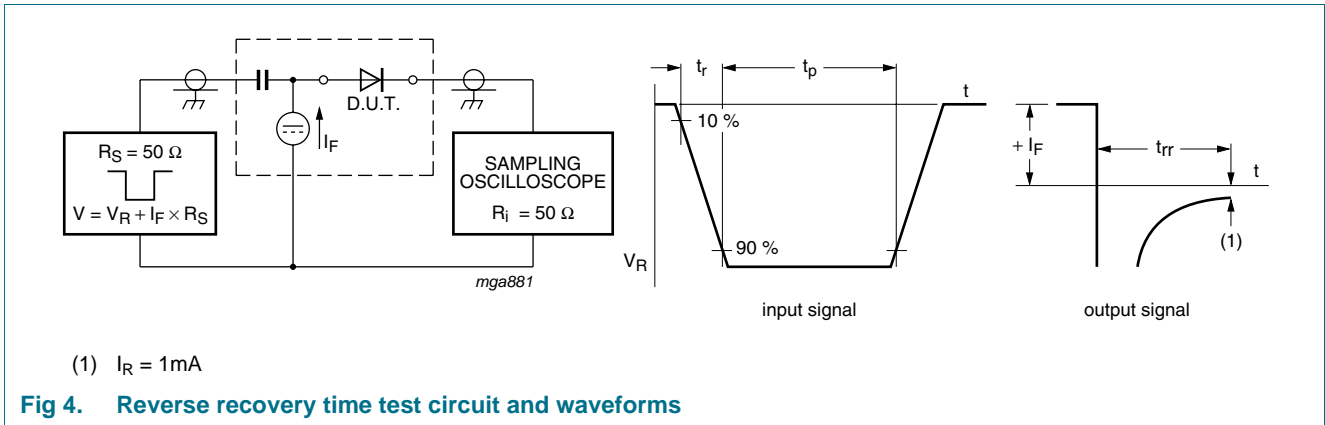 R_S = 50 Ω
V = V_R + I_F × R_S
D.U.T.
I_F
SAMPLING
OSCILLOSCOPE
R_i = 50 Ω
mga881
t_r
t_p
t
10 %
90 %
V_R
input signal
+ I_F
t_rr
t
(1)
output signal
(1) I_R = 1mA
Fig 4. Reverse recovery time test circuit and waveforms